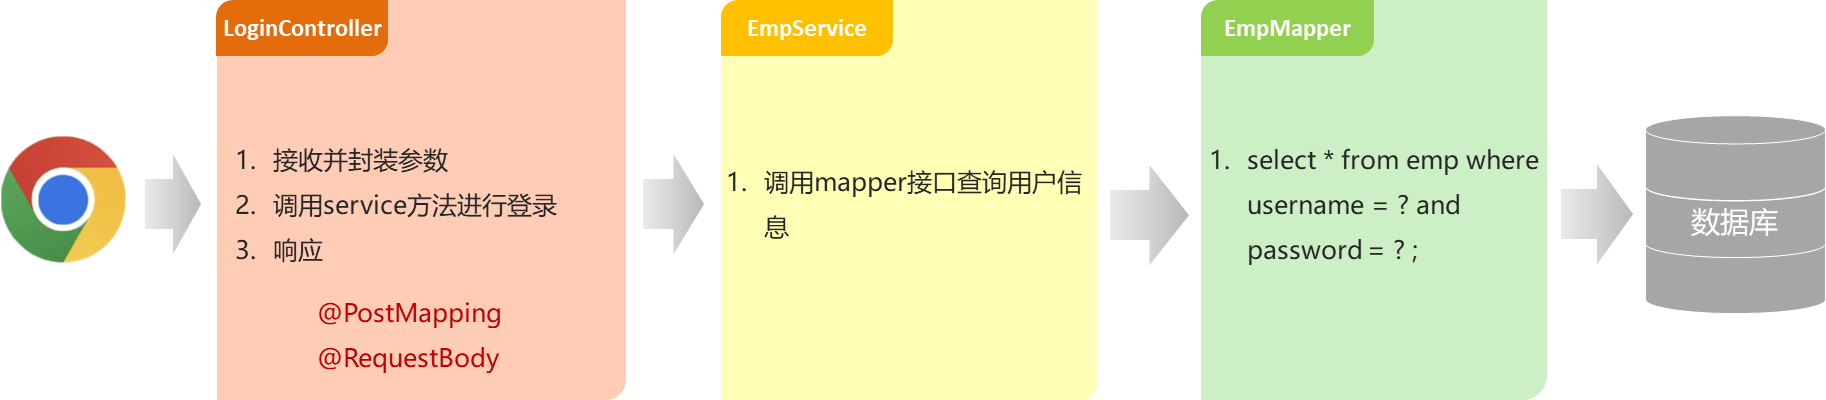 LoginController
1. 接收并封装参数
2. 调用service方法进行登录
3. 响应
@PostMapping
@RequestBody
EmpService
1. 调用mapper接口查询用户信
息
EmpMapper
1. select * from emp where
username = ? and
password = ? ;
数据库